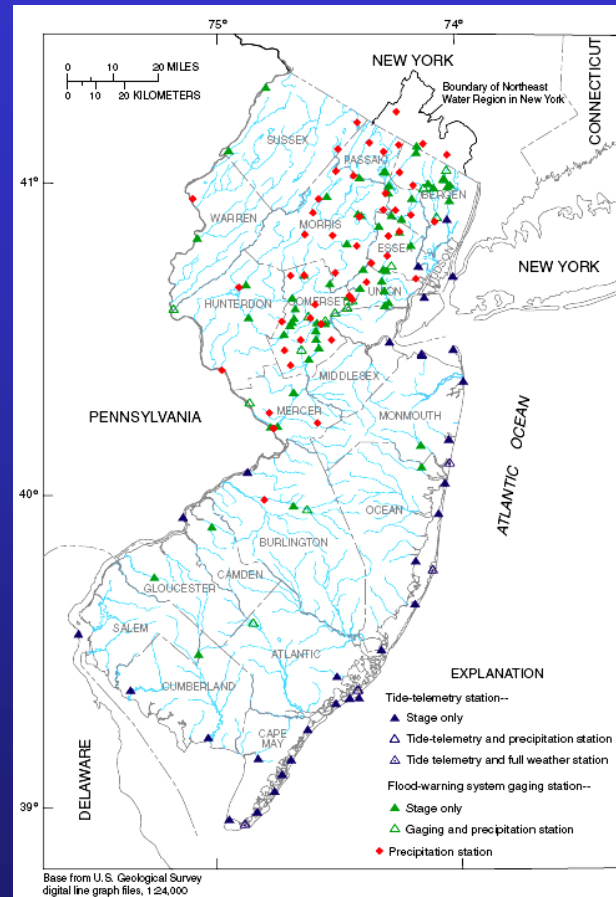 75°
74°
0 10 20 MILES
0 10 20 KILOMETERS
NEW YORK
Boundary of Northeast
Water Region in New York
CONNECTICUT
SUSSEX
PASSAIC
41°
41°
BERGEN
WARREN
MORRIS
ESSEX
HUDSON
NEW YORK
UNION
HUNTERDON
SOMERSET
MIDDLESEX
PENNSYLVANIA
MERCER
MONMOUTH
ATLANTIC OCEAN
40°
40°
OCEAN
BURLINGTON
CAMDEN
GLOUCESTER
SALEM
ATLANTIC
EXPLANATION
CUMBERLAND
Tide-telemetry station--
Stage only
CAPE
MAY
Tide-telemetry and precipitation station
Tide telemetry and full weather station
DELAWARE
Flood-warning system gaging station--
39°
Stage only
Gaging and precipitation station
Precipitation station
Base from U.S. Geological Survey
digital line graph files, 1:24,000